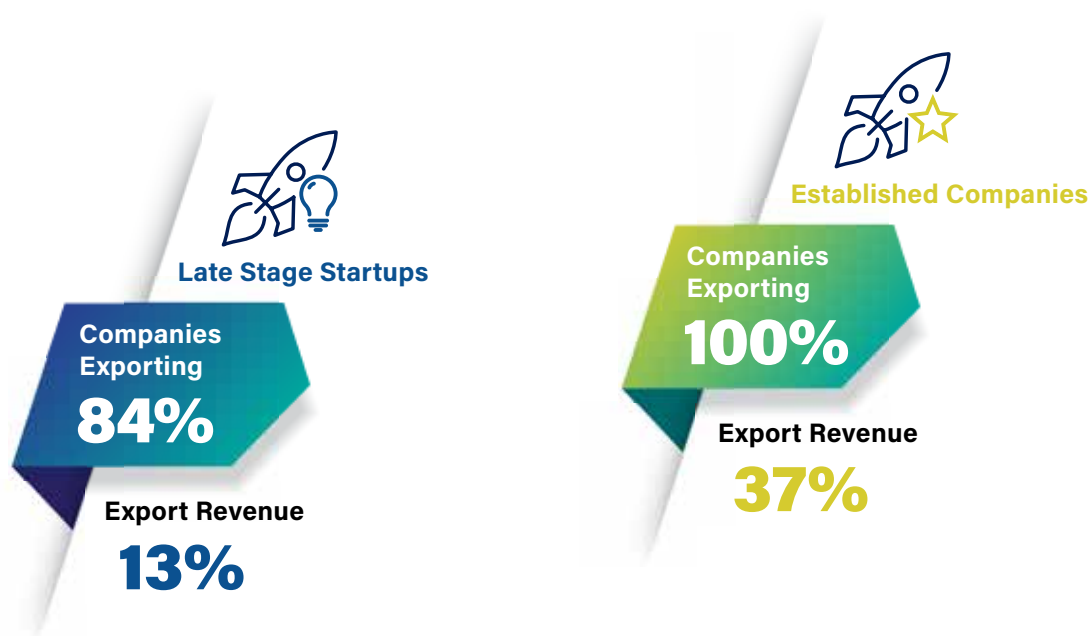 Late Stage Startups
Companies
Exporting
84%
Export Revenue
13%
Established Companies
Companies
Exporting
100%
Export Revenue
37%